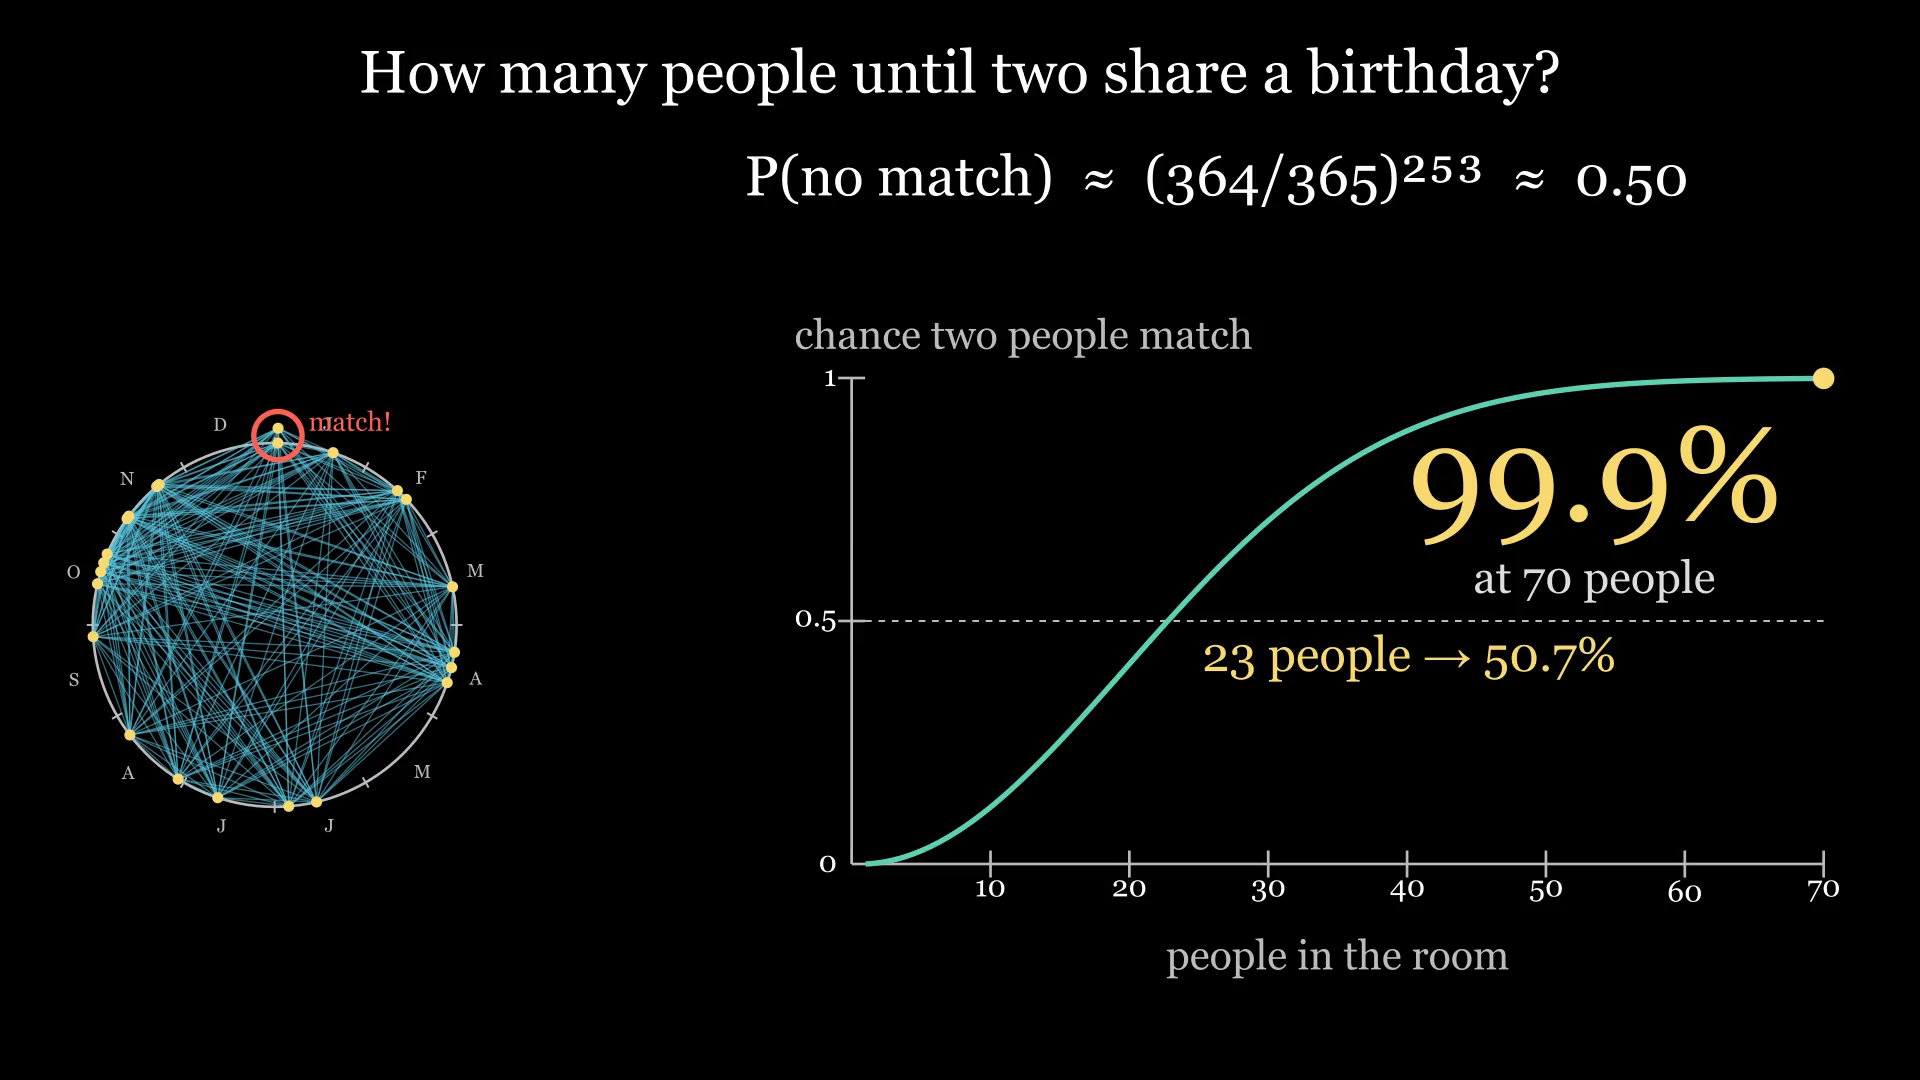 How many people until two share a birthday?
P(no match) ≈ (364/365)²⁵³ ≈ 0.50
chance two people match
1
0.5
0
99.9%
at 70 people
23 people → 50.7%
10 20 30 40 50 60 70
people in the room
match!
D
J
F
M
A
M
J
J
A
S
O
N